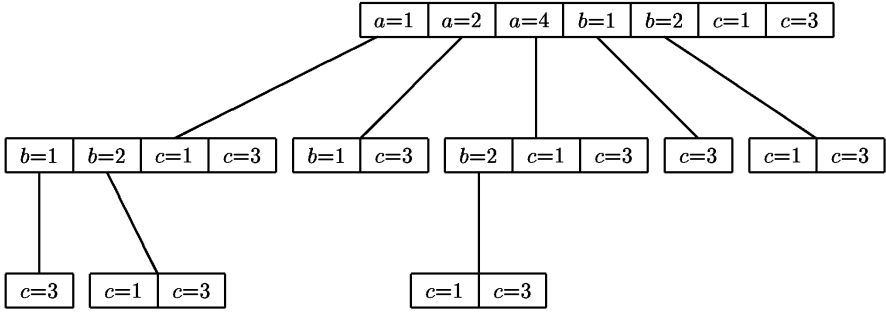 a=1 a=2 a=4 b=1 b=2 c=1 c=3
b=1 b=2 c=1 c=3 b=1 c=3 b=2 c=1 c=3 c=3 c=1 c=3
c=3 c=1 c=3 c=1 c=3